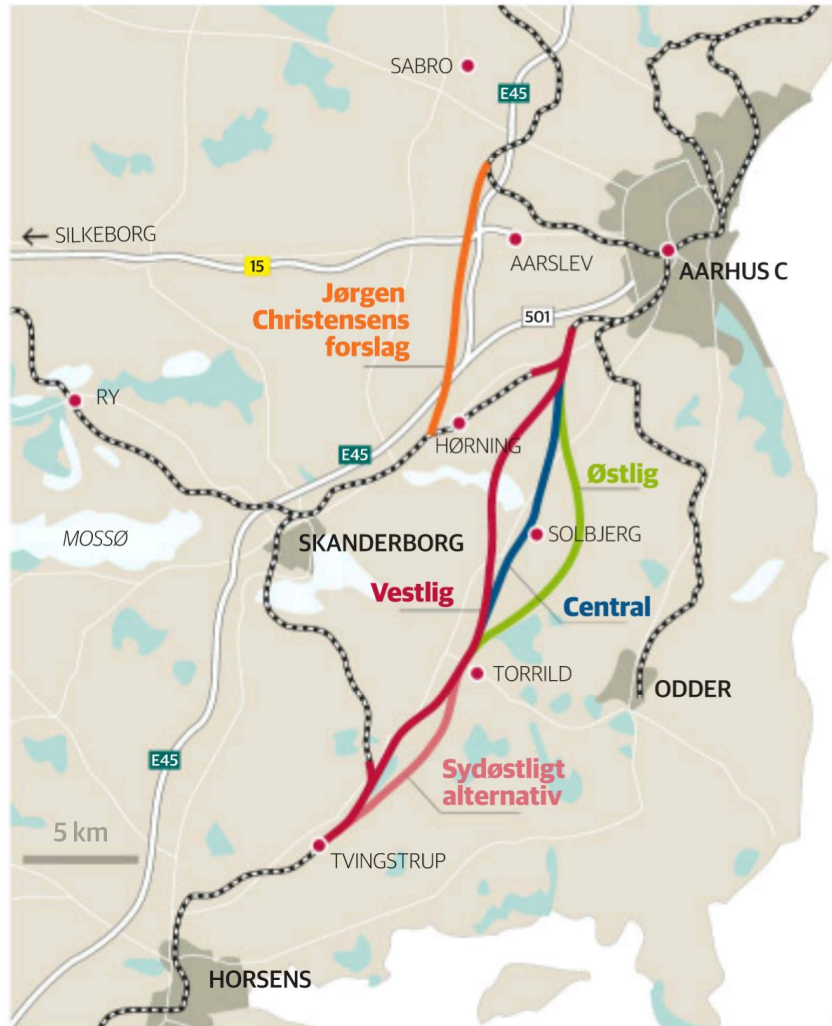 SABRO
E45
← SILKEBORG
15
AARSLEV
AARHUS C
Jørgen
Christensens
forslag
501
RY
HØRNING
E45
Østlig
MOSSØ
SKANDERBORG
SOLBJERG
Vestlig
Central
TORRILD
ODDER
E45
Sydøstligt
alternativ
5 km
TVINGSTRUP
HORSENS